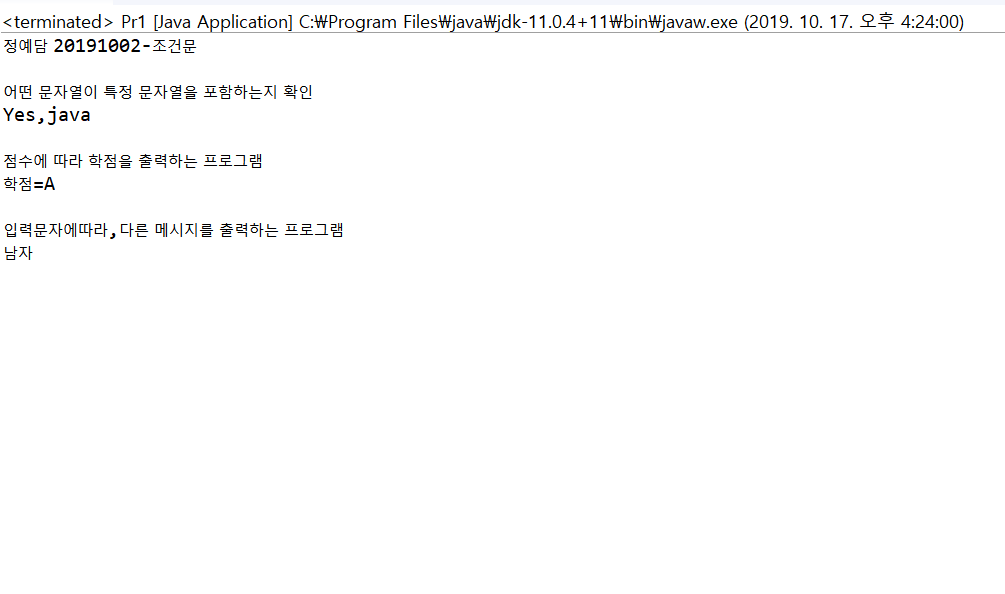 <terminated> Pr1 [Java Application] C:₩Program Files₩java₩jdk-11.0.4+11₩bin₩javaw.exe (2019. 10. 17. 오후 4:24:00)
정예담 20191002-조건문
어떤 문자열이 특정 문자열을 포함하는지 확인
Yes,java
점수에 따라 학점을 출력하는 프로그램
학점=A
입력문자에따라,다른 메시지를 출력하는 프로그램
남자